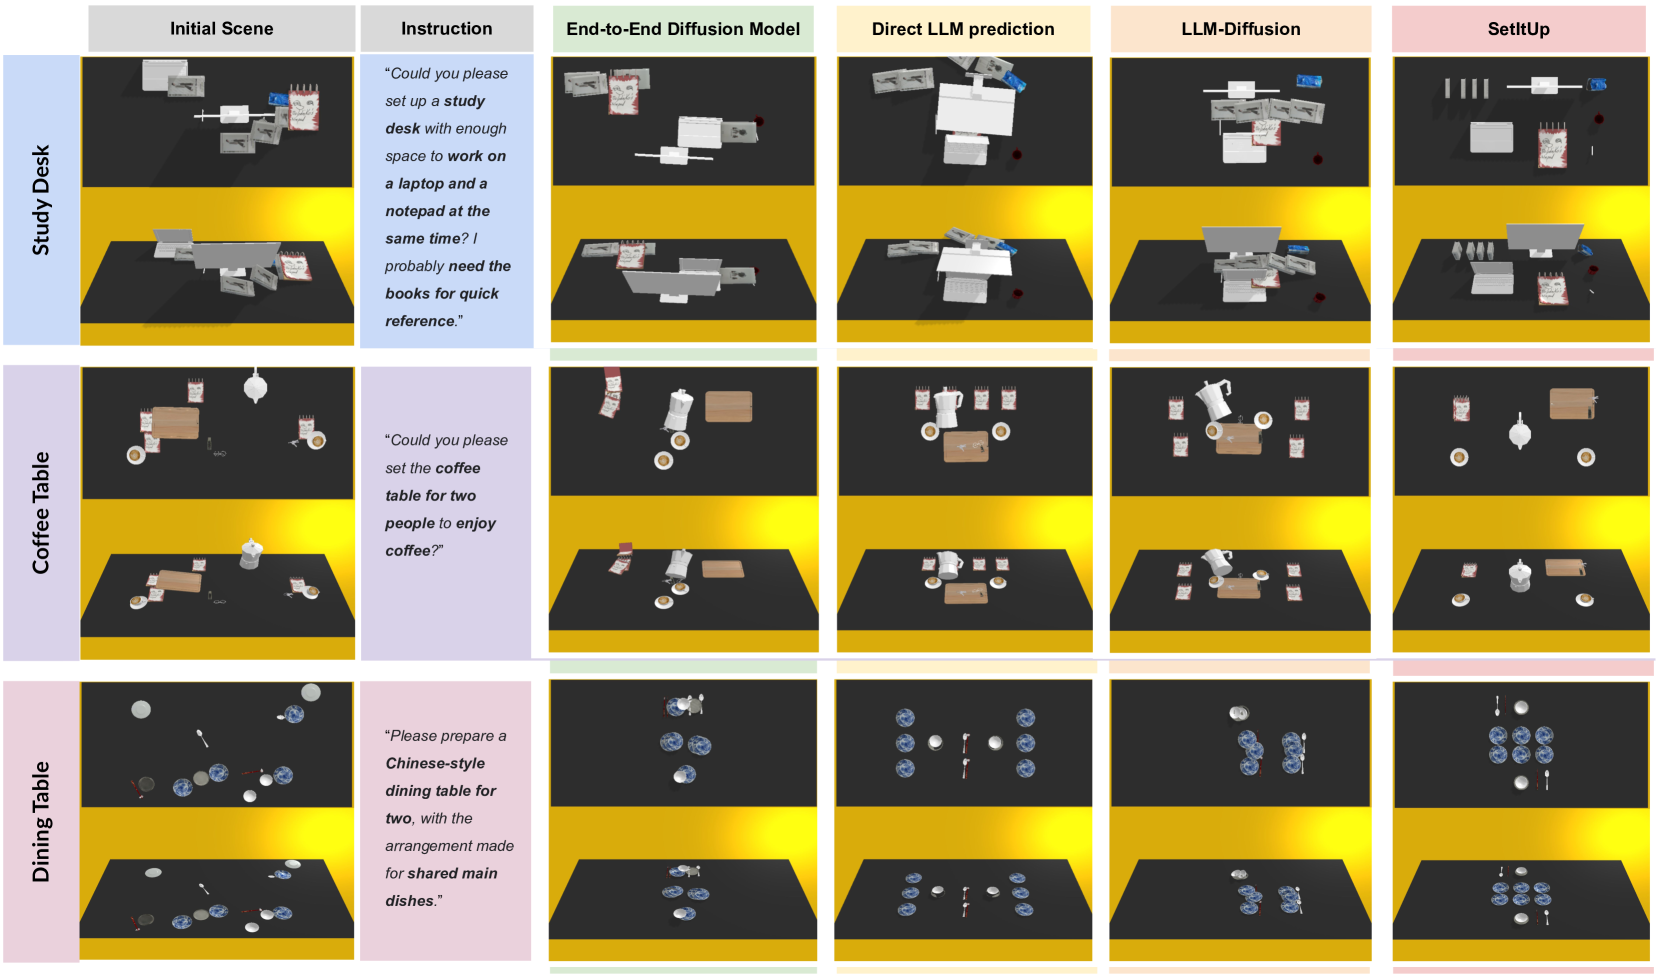 Initial Scene
Instruction
End-to-End Diffusion Model
Direct LLM prediction
LLM-Diffusion
SetItUp
Study Desk
“Could you please
set up a study
desk with enough
space to work on
a laptop and a
notepad at the
same time? I
probably need the
books for quick
reference.”
Coffee Table
“Could you please
set the coffee
table for two
people to enjoy
coffee?”
Dining Table
“Please prepare a
Chinese-style
dining table for
two, with the
arrangement made
for shared main
dishes.”